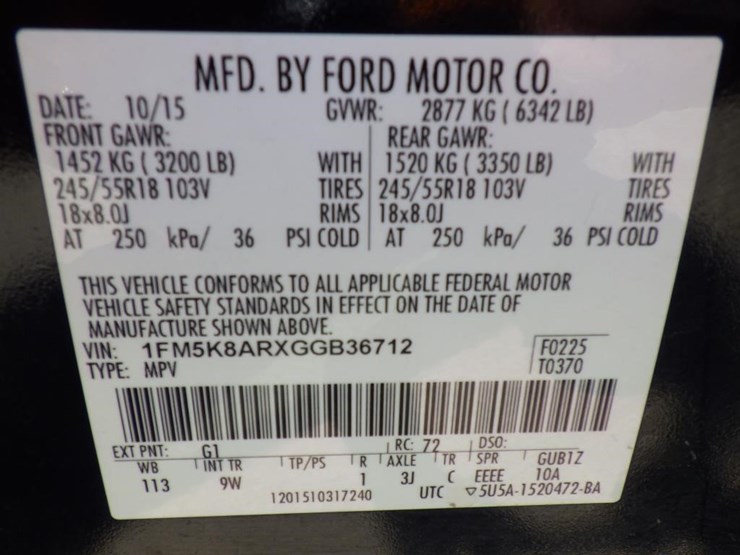 MFD. BY FORD MOTOR CO.
DATE: 10/15 GVWR: 2877 KG ( 6342 LB)
FRONT GAWR: REAR GAWR:
1452 KG ( 3200 LB) WITH 1520 KG ( 3350 LB) WITH
245/55R18 103V TIRES 245/55R18 103V TIRES
18x8.0J RIMS 18x8.0J RIMS
AT 250 kPa/ 36 PSI COLD AT 250 kPa/ 36 PSI COLD
THIS VEHICLE CONFORMS TO ALL APPLICABLE FEDERAL MOTOR
VEHICLE SAFETY STANDARDS IN EFFECT ON THE DATE OF
MANUFACTURE SHOWN ABOVE.
VIN: 1FM5K8ARXGGB36712 F0225
TYPE: MPV T0370
EXT PNT: G1 RC: 72 DSO:
WB INT TR TP/PS R AXLE TR SPR GUB1Z
113 9W 1 3J C EEEE 10A
1201510317240 UTC ▽5U5A-1520472-BA